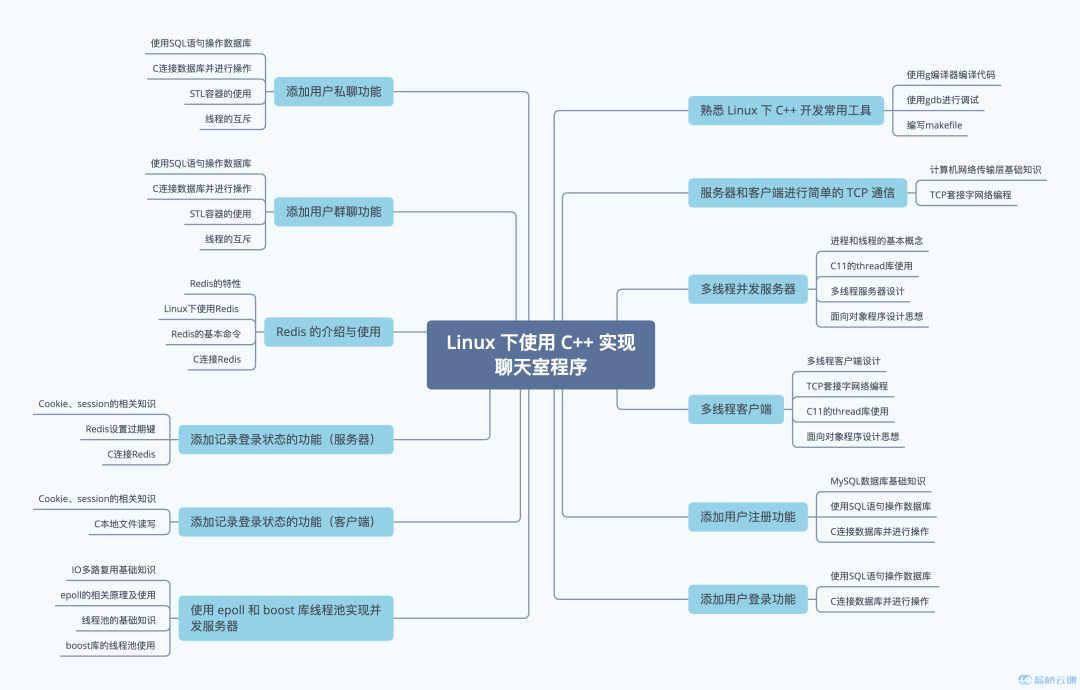 Linux 下使用 C++ 实现
聊天室程序
熟悉 Linux 下 C++ 开发常用工具
使用g编译器编译代码
使用gdb进行调试
编写makefile
服务器和客户端进行简单的 TCP 通信
计算机网络传输层基础知识
TCP套接字网络编程
多线程并发服务器
进程和线程的基本概念
C11的thread库使用
多线程服务器设计
面向对象程序设计思想
多线程客户端
多线程客户端设计
TCP套接字网络编程
C11的thread库使用
面向对象程序设计思想
添加用户注册功能
MySQL数据库基础知识
使用SQL语句操作数据库
C连接数据库并进行操作
添加用户登录功能
使用SQL语句操作数据库
C连接数据库并进行操作
添加用户私聊功能
使用SQL语句操作数据库
C连接数据库并进行操作
STL容器的使用
线程的互斥
添加用户群聊功能
使用SQL语句操作数据库
C连接数据库并进行操作
STL容器的使用
线程的互斥
Redis 的介绍与使用
Redis的特性
Linux下使用Redis
Redis的基本命令
C连接Redis
添加记录登录状态的功能（服务器）
Cookie、session的相关知识
Redis设置过期键
C连接Redis
添加记录登录状态的功能（客户端）
Cookie、session的相关知识
C本地文件读写
使用 epoll 和 boost 库线程池实现并
发服务器
IO多路复用基础知识
epoll的相关原理及使用
线程池的基础知识
boost库的线程池使用
蓝桥云课